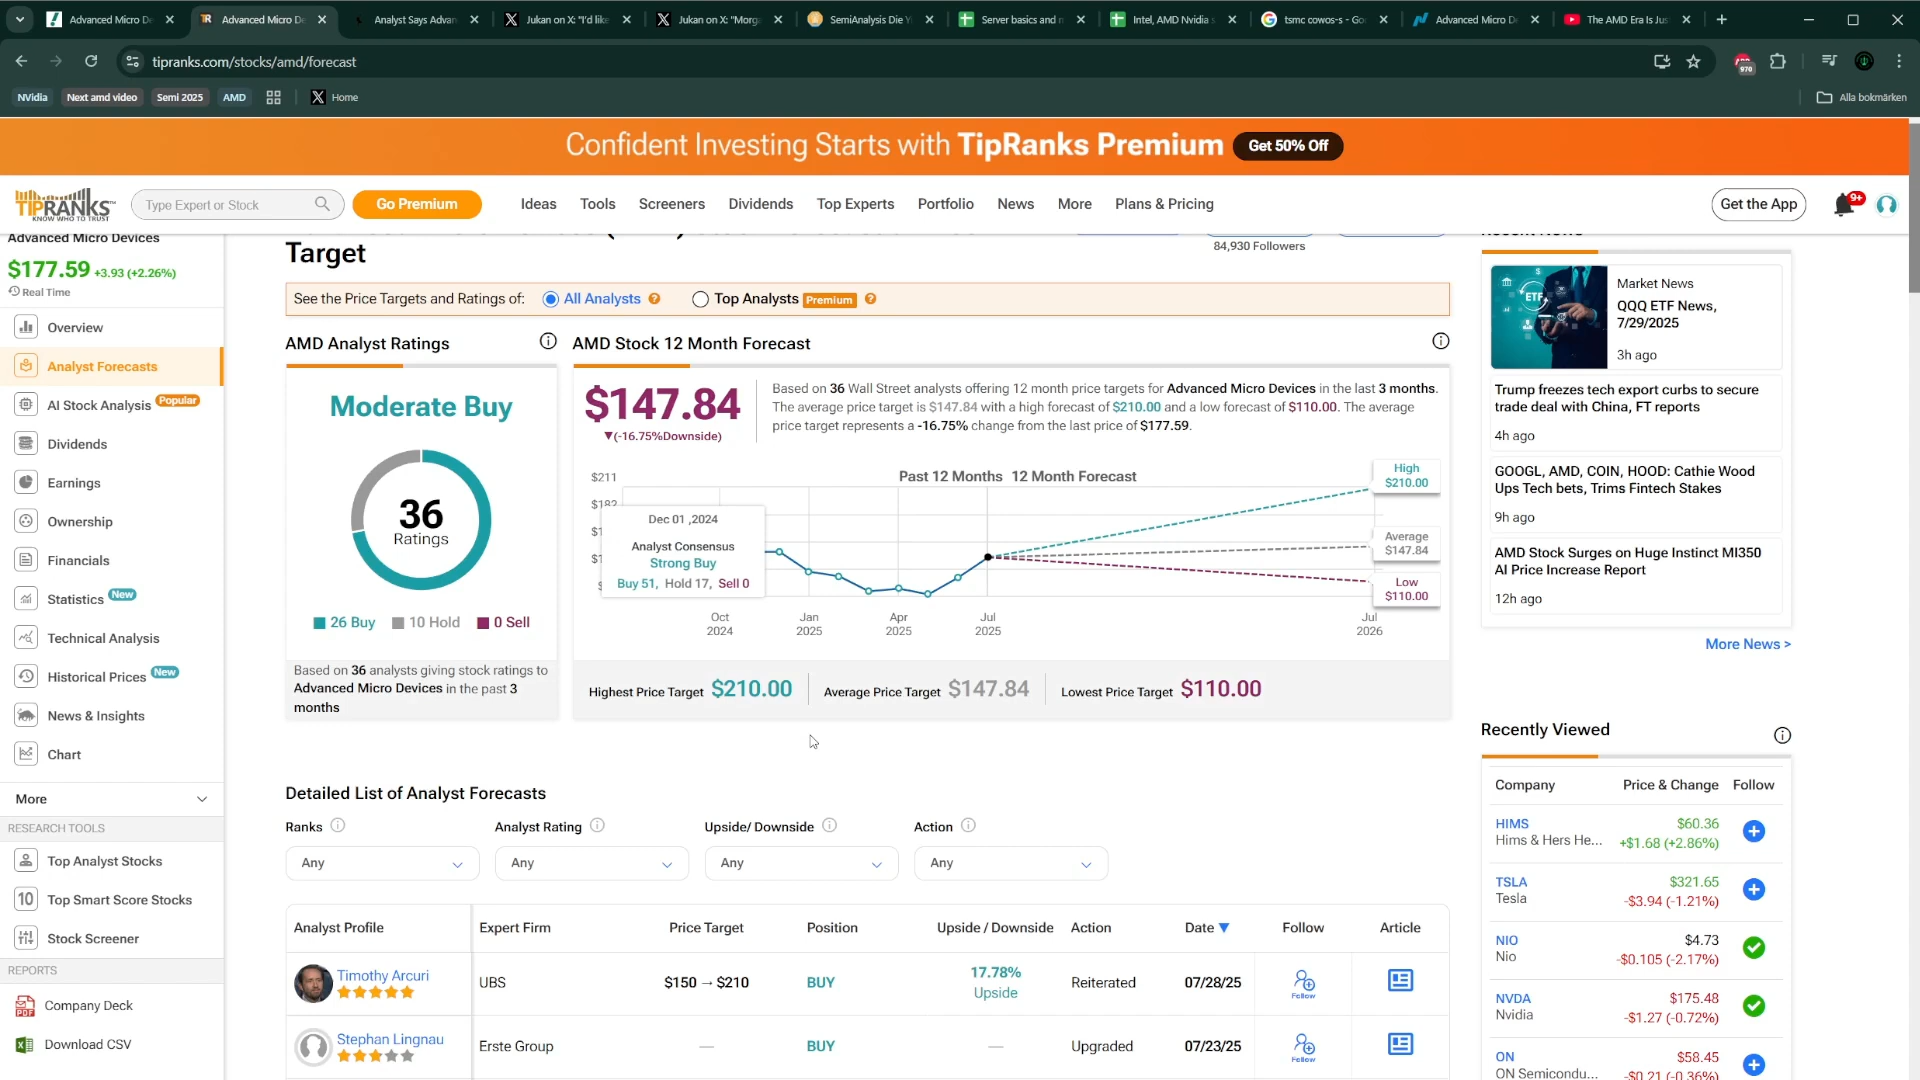 Advanced Micro De
Advanced Micro De
Analyst Says Advan
Jukan on X: "I'd like
Jukan on X: "Morg
SemiAnalysis Die Yi
Server basics and n
Intel, AMD Nvidia s
tsmc cowos-s - Go
Advanced Micro De
The AMD Era Is Jus
tipranks.com/stocks/amd/forecast
970
NVidia
Next amd video
Semi 2025
AMD
Home
Alla bokmärken
Confident Investing Starts with TipRanks Premium
Get 50% Off
TIPRANKS
KNOW WHO TO TRUST
Type Expert or Stock
Go Premium
Ideas
Tools
Screeners
Dividends
Top Experts
Portfolio
News
More
Plans & Pricing
Get the App
9+
Advanced Micro Devices
$177.59 +3.93 (+2.26%)
Real Time
Overview
Analyst Forecasts
AI Stock Analysis Popular
Dividends
Earnings
Ownership
Financials
Statistics New
Technical Analysis
Historical Prices New
News & Insights
Chart
More
RESEARCH TOOLS
Top Analyst Stocks
10 Top Smart Score Stocks
Stock Screener
REPORTS
PDF Company Deck
Download CSV
Target
84,930 Followers
See the Price Targets and Ratings of:
All Analysts
Top Analysts Premium
AMD Analyst Ratings
Moderate Buy
36
Ratings
26 Buy
10 Hold
0 Sell
Based on 36 analysts giving stock ratings to
Advanced Micro Devices in the past 3
months
AMD Stock 12 Month Forecast
$147.84
▼(-16.75%Downside)
Based on 36 Wall Street analysts offering 12 month price targets for Advanced Micro Devices in the last 3 months.
The average price target is $147.84 with a high forecast of $210.00 and a low forecast of $110.00. The average
price target represents a -16.75% change from the last price of $177.59.
Past 12 Months 12 Month Forecast
$211
$182
Dec 01 ,2024
Analyst Consensus
Strong Buy
Buy 51, Hold 17, Sell 0
High
$210.00
Average
$147.84
Low
$110.00
Oct
2024
Jan
2025
Apr
2025
Jul
2025
Jul
2026
Highest Price Target $210.00
Average Price Target $147.84
Lowest Price Target $110.00
Detailed List of Analyst Forecasts
Ranks
Analyst Rating
Upside/ Downside
Action
Any
Any
Any
Any
Analyst Profile
Expert Firm
Price Target
Position
Upside / Downside
Action
Date ▼
Follow
Article
Timothy Arcuri
UBS
$150 → $210
BUY
17.78%
Upside
Reiterated
07/28/25
Follow
Stephan Lingnau
Erste Group
—
BUY
—
Upgraded
07/23/25
Follow
Recent News
ETF
Market News
QQQ ETF News,
7/29/2025
3h ago
Trump freezes tech export curbs to secure
trade deal with China, FT reports
4h ago
GOOGL, AMD, COIN, HOOD: Cathie Wood
Ups Tech bets, Trims Fintech Stakes
9h ago
AMD Stock Surges on Huge Instinct MI350
AI Price Increase Report
12h ago
More News >
Recently Viewed
Company
Price & Change
Follow
HIMS
Hims & Hers He...
$60.36
+$1.68 (+2.86%)
TSLA
Tesla
$321.65
-$3.94 (-1.21%)
NIO
Nio
$4.73
-$0.105 (-2.17%)
NVDA
Nvidia
$175.48
-$1.27 (-0.72%)
ON
ON Semicondu...
$58.45
-$0.21 (-0.36%)